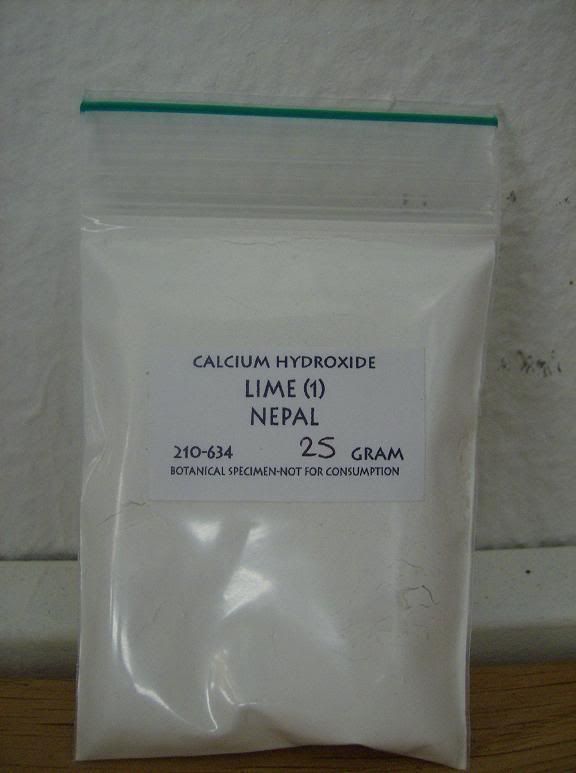 CALCIUM HYDROXIDE
LIME (1)
NEPAL
210-634 25 GRAM
BOTANICAL SPECIMEN-NOT FOR CONSUMPTION